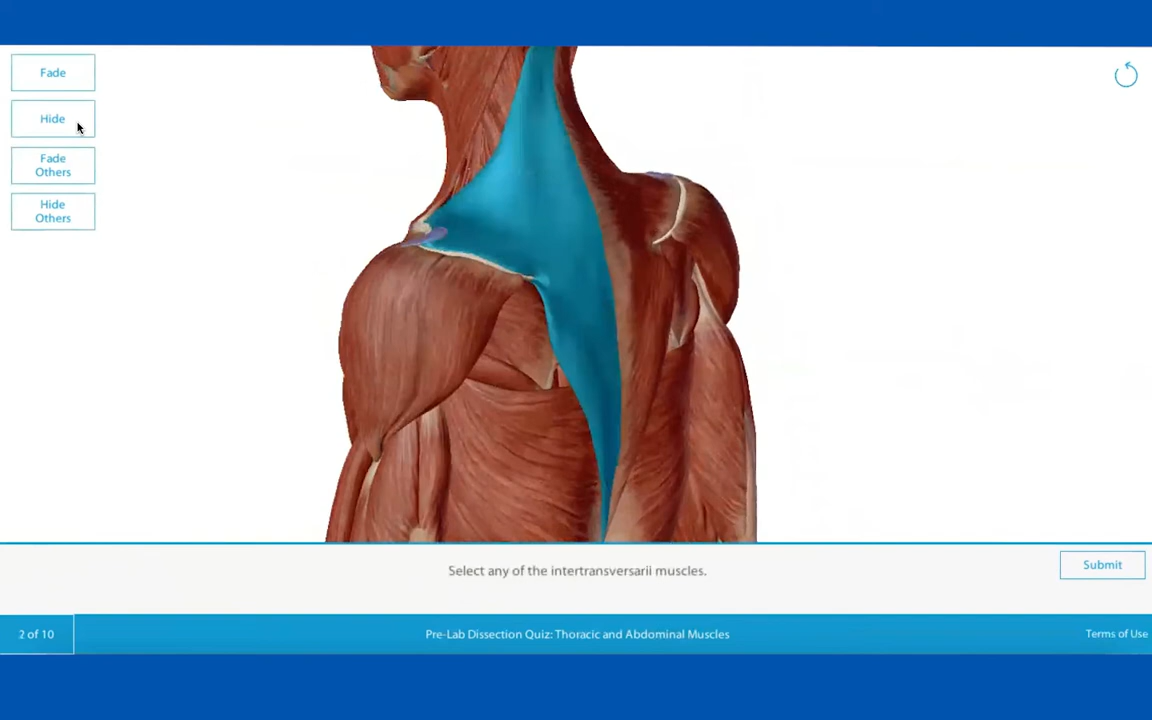 Fade
Hide
Fade
Others
Hide
Others
Select any of the intertransversarii muscles.
Submit
2 of 10
Pre-Lab Dissection Quiz: Thoracic and Abdominal Muscles
Terms of Use